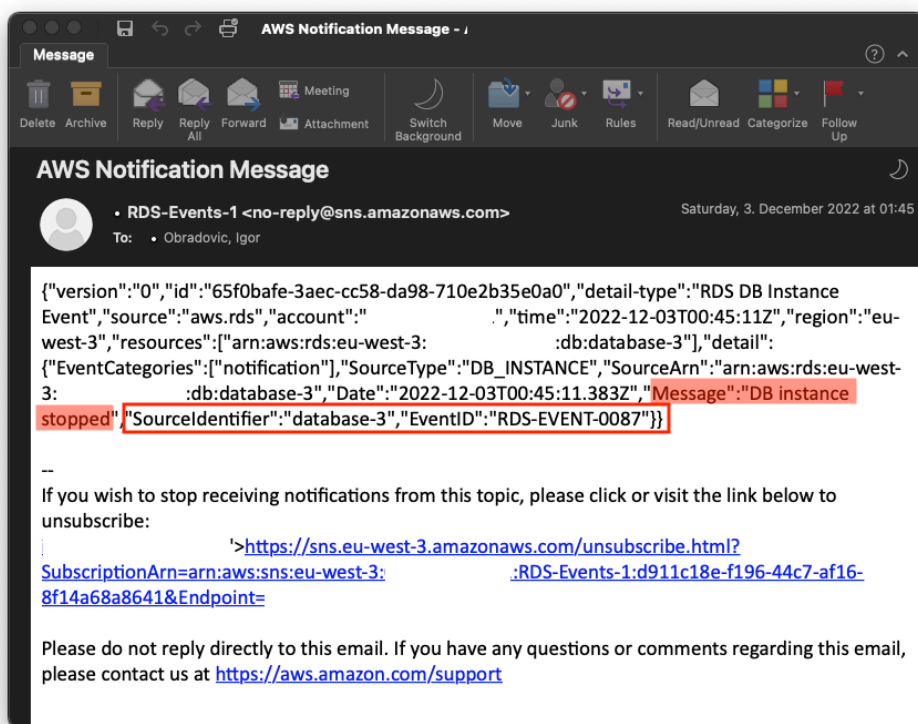 AWS Notification Message -
Message
Delete Archive Reply Reply All Forward Meeting Attachment Switch Background Move Junk Rules Read/Unread Categorize Follow Up
AWS Notification Message
• RDS-Events-1 <no-reply@sns.amazonaws.com>
Saturday, 3. December 2022 at 01:45
To: • Obradovic, Igor
{"version":"0","id":"65f0bafe-3aec-cc58-da98-710e2b35e0a0","detail-type":"RDS DB Instance
Event","source":"aws.rds","account":" .","time":"2022-12-03T00:45:11Z","region":"eu-
west-3","resources":["arn:aws:rds:eu-west-3: :db:database-3"],"detail":
{"EventCategories":["notification"],"SourceType":"DB_INSTANCE","SourceArn":"arn:aws:rds:eu-west-
3: :db:database-3","Date":"2022-12-03T00:45:11.383Z","Message":"DB instance
stopped","SourceIdentifier":"database-3","EventID":"RDS-EVENT-0087"}}
--
If you wish to stop receiving notifications from this topic, please click or visit the link below to
unsubscribe:
'>https://sns.eu-west-3.amazonaws.com/unsubscribe.html?
SubscriptionArn=arn:aws:sns:eu-west-3: :RDS-Events-1:d911c18e-f196-44c7-af16-
8f14a68a8641&Endpoint=
Please do not reply directly to this email. If you have any questions or comments regarding this email,
please contact us at https://aws.amazon.com/support